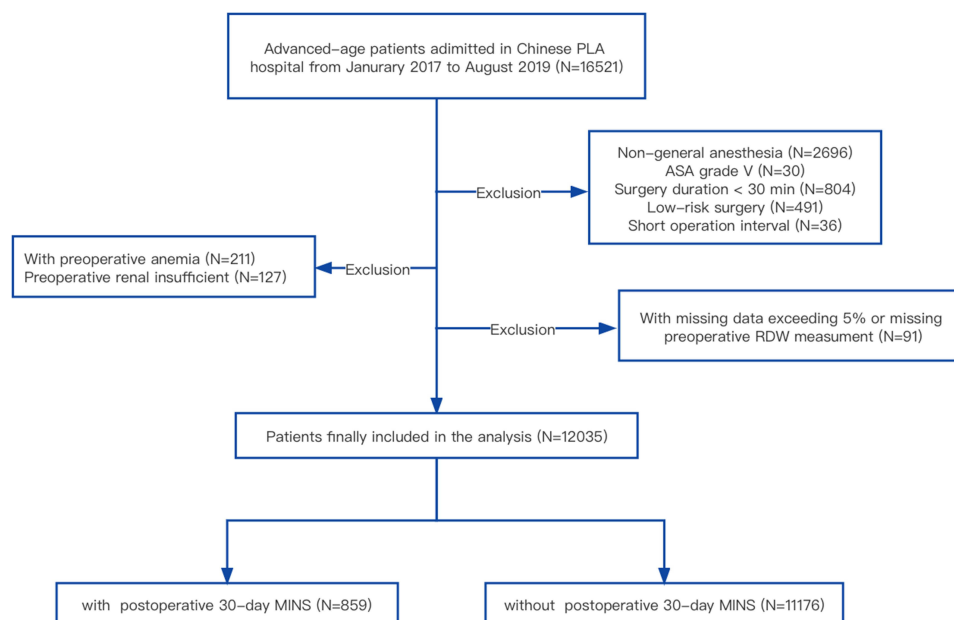 Advanced-age patients adimitted in Chinese PLA
hospital from Janurary 2017 to August 2019 (N=16521)
Non-general anesthesia (N=2696)
ASA grade V (N=30)
Surgery duration < 30 min (N=804)
Low-risk surgery (N=491)
Short operation interval (N=36)
Exclusion
With preoperative anemia (N=211)
Preoperative renal insufficient (N=127)
Exclusion
With missing data exceeding 5% or missing
preoperative RDW measument (N=91)
Exclusion
Patients finally included in the analysis (N=12035)
with postoperative 30-day MINS (N=859)
without postoperative 30-day MINS (N=11176)